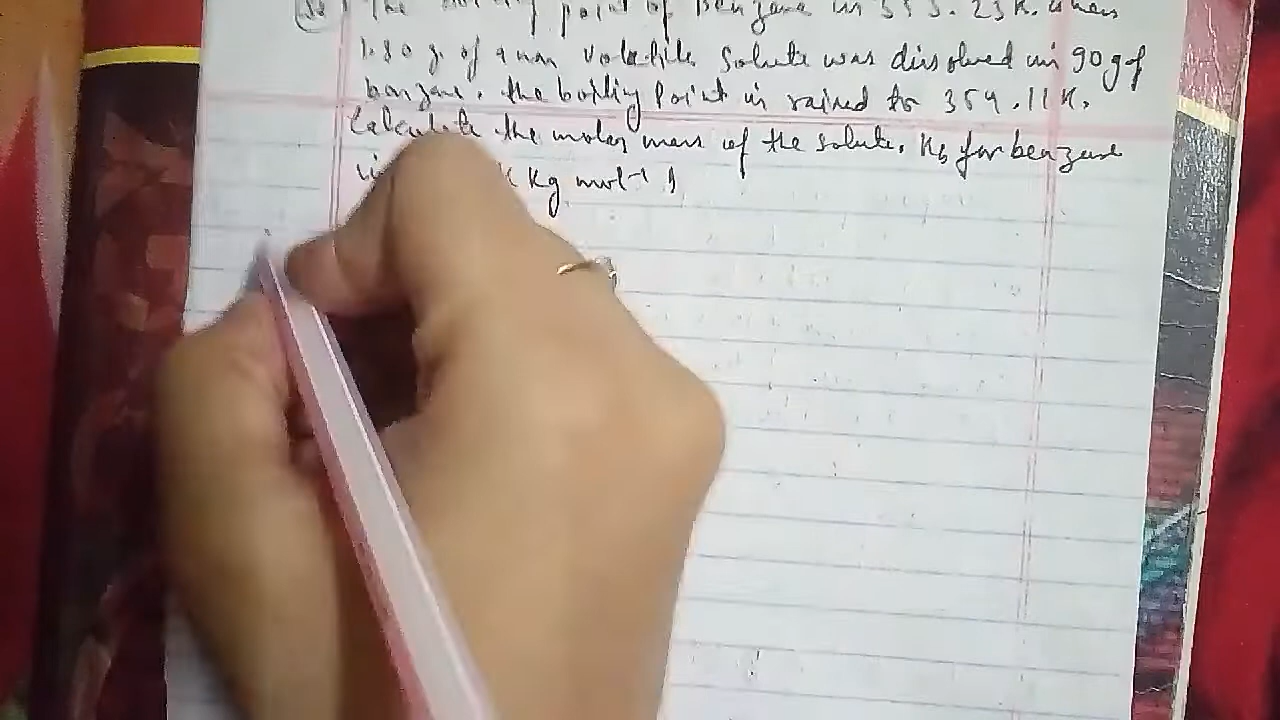 The point of Benzene is 353.23K. when
1.80 g. of a non volatile solute was dissolved in 90 g of
benzene. the boiling Point is raised to 354.11K.
Calculate the molar mass of the solute. Kb for benzene
K Kg mol-1